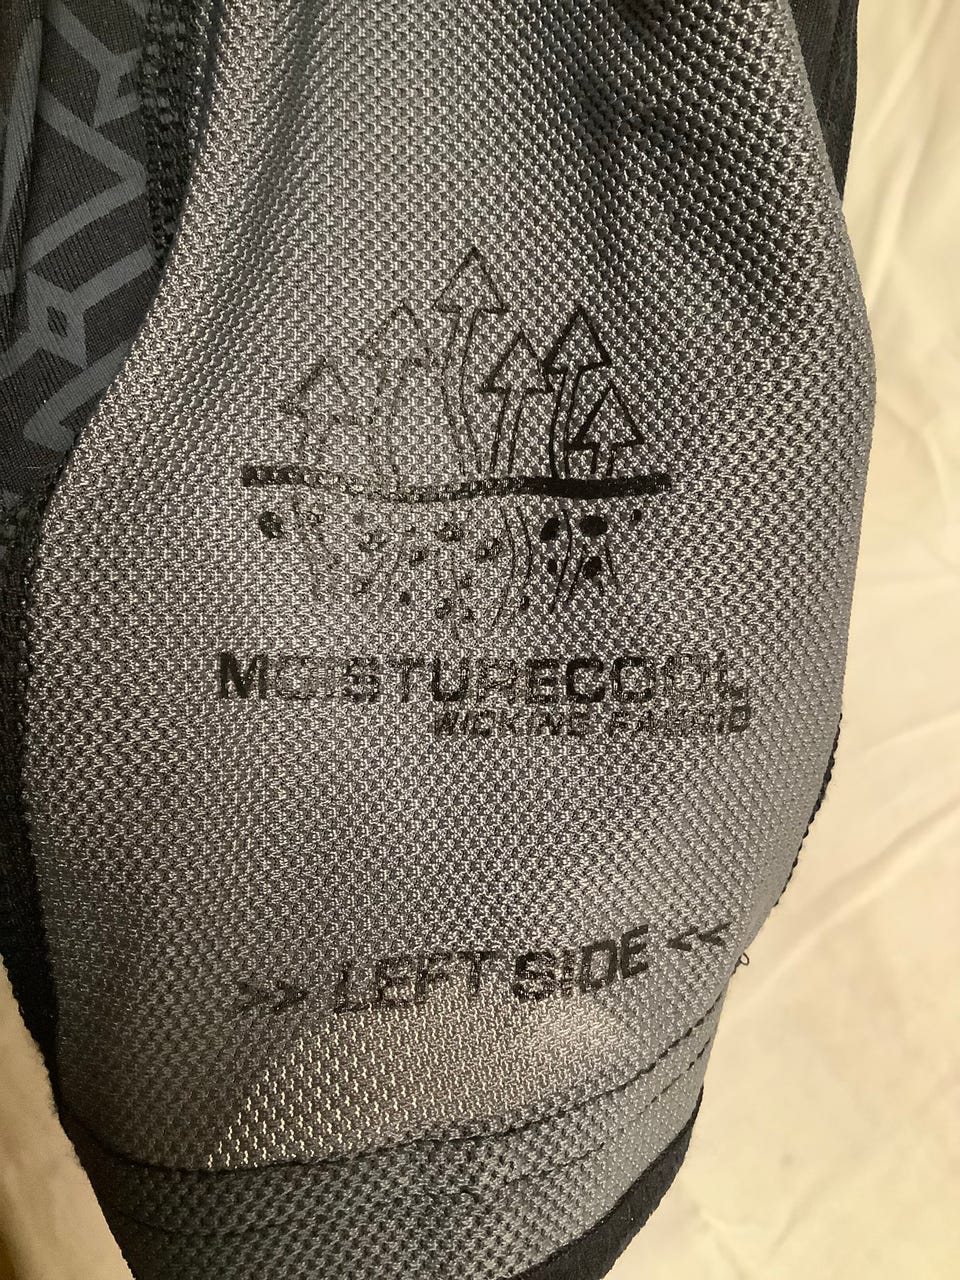 MOISTURECOOL
WICKING FABRIC
>> LEFT SIDE <<